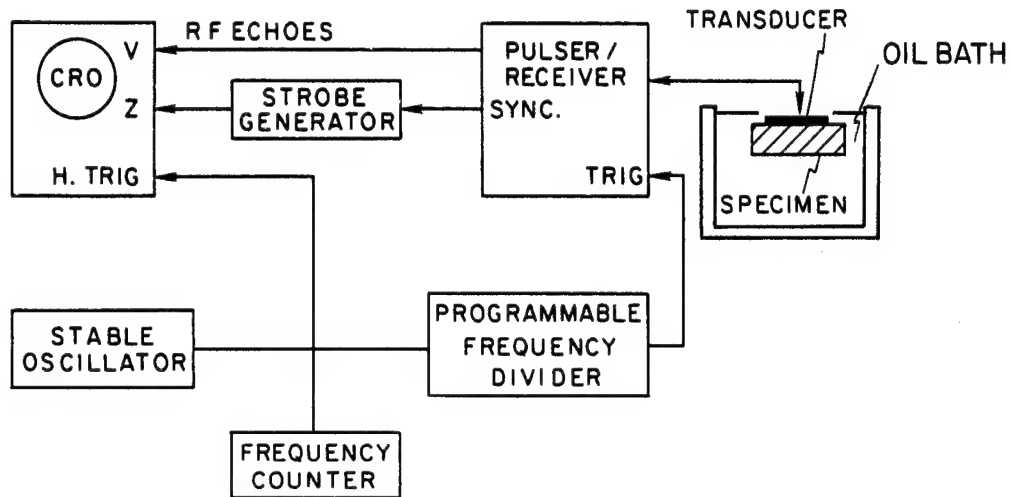 TRANSDUCER
RF ECHOES
V
PULSER /
RECEIVER
OIL BATH
CRO
Z
STROBE
GENERATOR
SYNC.
H. TRIG
TRIG
SPECIMEN
STABLE
OSCILLATOR
PROGRAMMABLE
FREQUENCY
DIVIDER
FREQUENCY
COUNTER